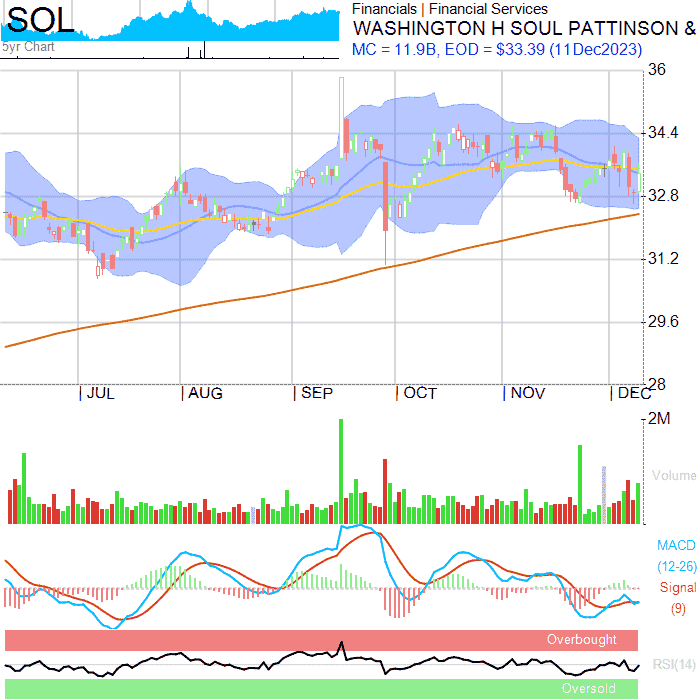 SOL
5yr Chart
Financials | Financial Services
WASHINGTON H SOUL PATTINSON &
MC = 11.9B, EOD = $33.39 (11Dec2023)
36
34.4
32.8
31.2
29.6
28
JUL AUG SEP OCT NOV DEC
2M
Volume
MACD
(12-26)
Signal
(9)
Overbought
RSI(14)
Oversold